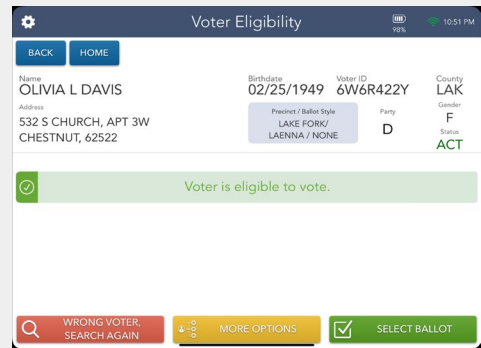 Voter Eligibility
98%
10:51 PM
BACK
HOME
Name
OLIVIA L DAVIS
Birthdate
02/25/1949
Voter ID
6W6R422Y
County
LAK
Address
532 S CHURCH, APT 3W
CHESTNUT, 62522
Precinct / Ballot Style
LAKE FORK/
LAENNA / NONE
Party
D
Gender
F
Status
ACT
Voter is eligible to vote.
WRONG VOTER,
SEARCH AGAIN
MORE OPTIONS
SELECT BALLOT